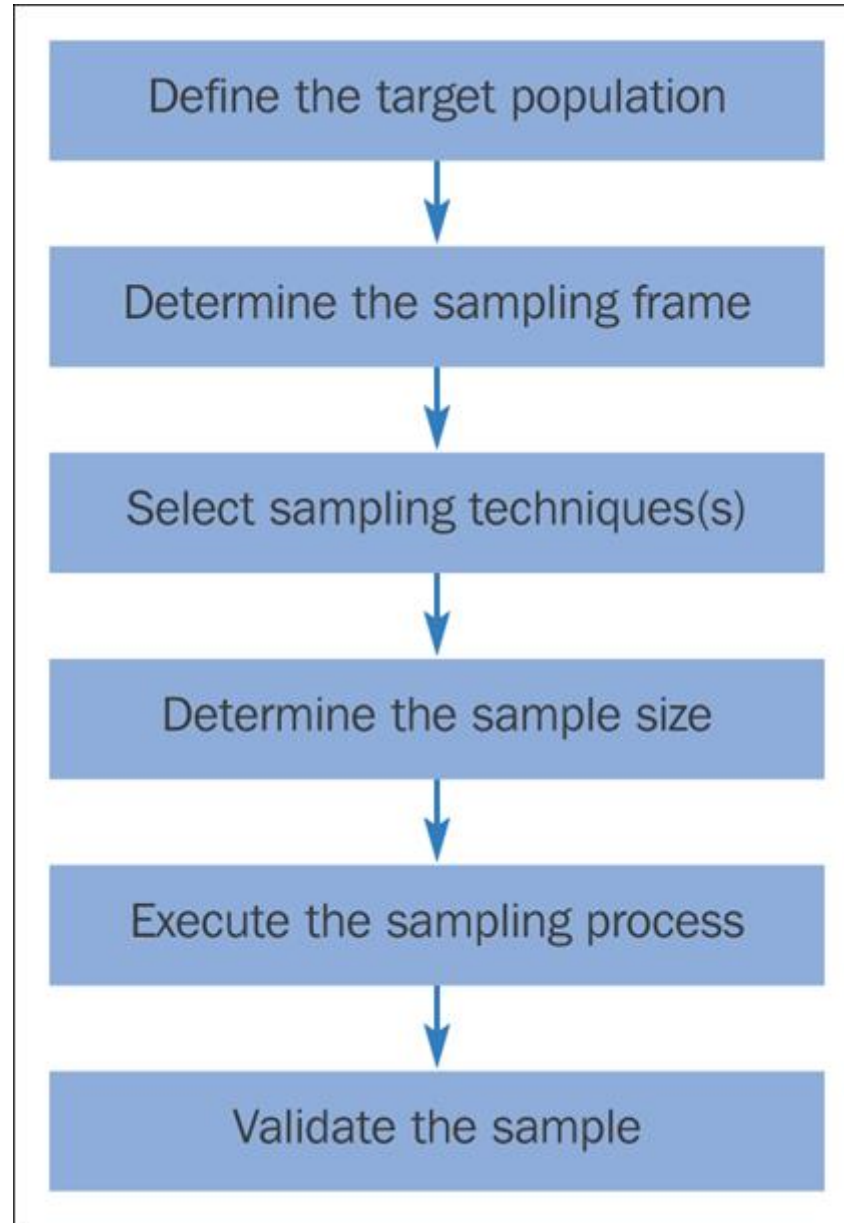 Define the target population
Determine the sampling frame
Select sampling techniques(s)
Determine the sample size
Execute the sampling process
Validate the sample